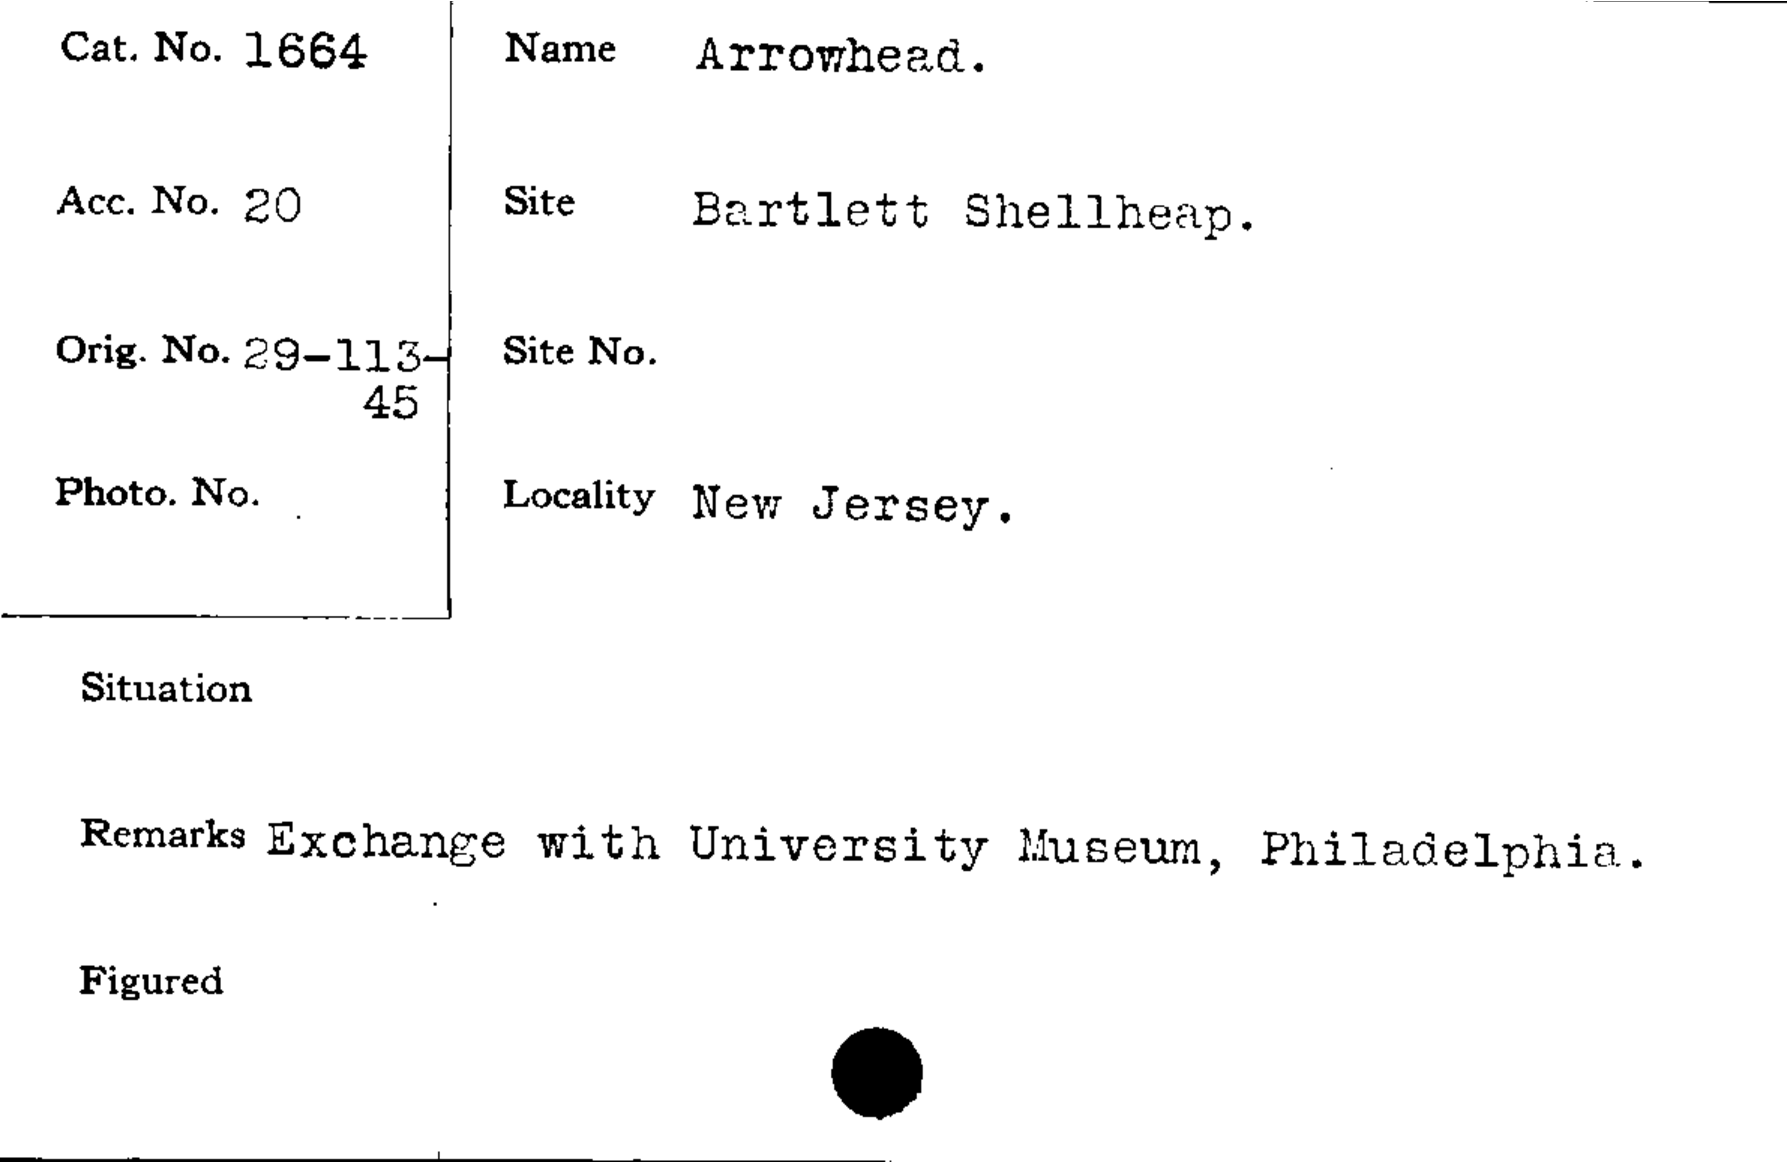 Cat. No. 1664
Name Arrowhead.
Acc. No. 20
Site Bartlett Shellheap.
Orig. No. 29-113-
45
Site No.
Photo. No.
Locality New Jersey.
Situation
Remarks Exchange with University Museum, Philadelphia.
Figured